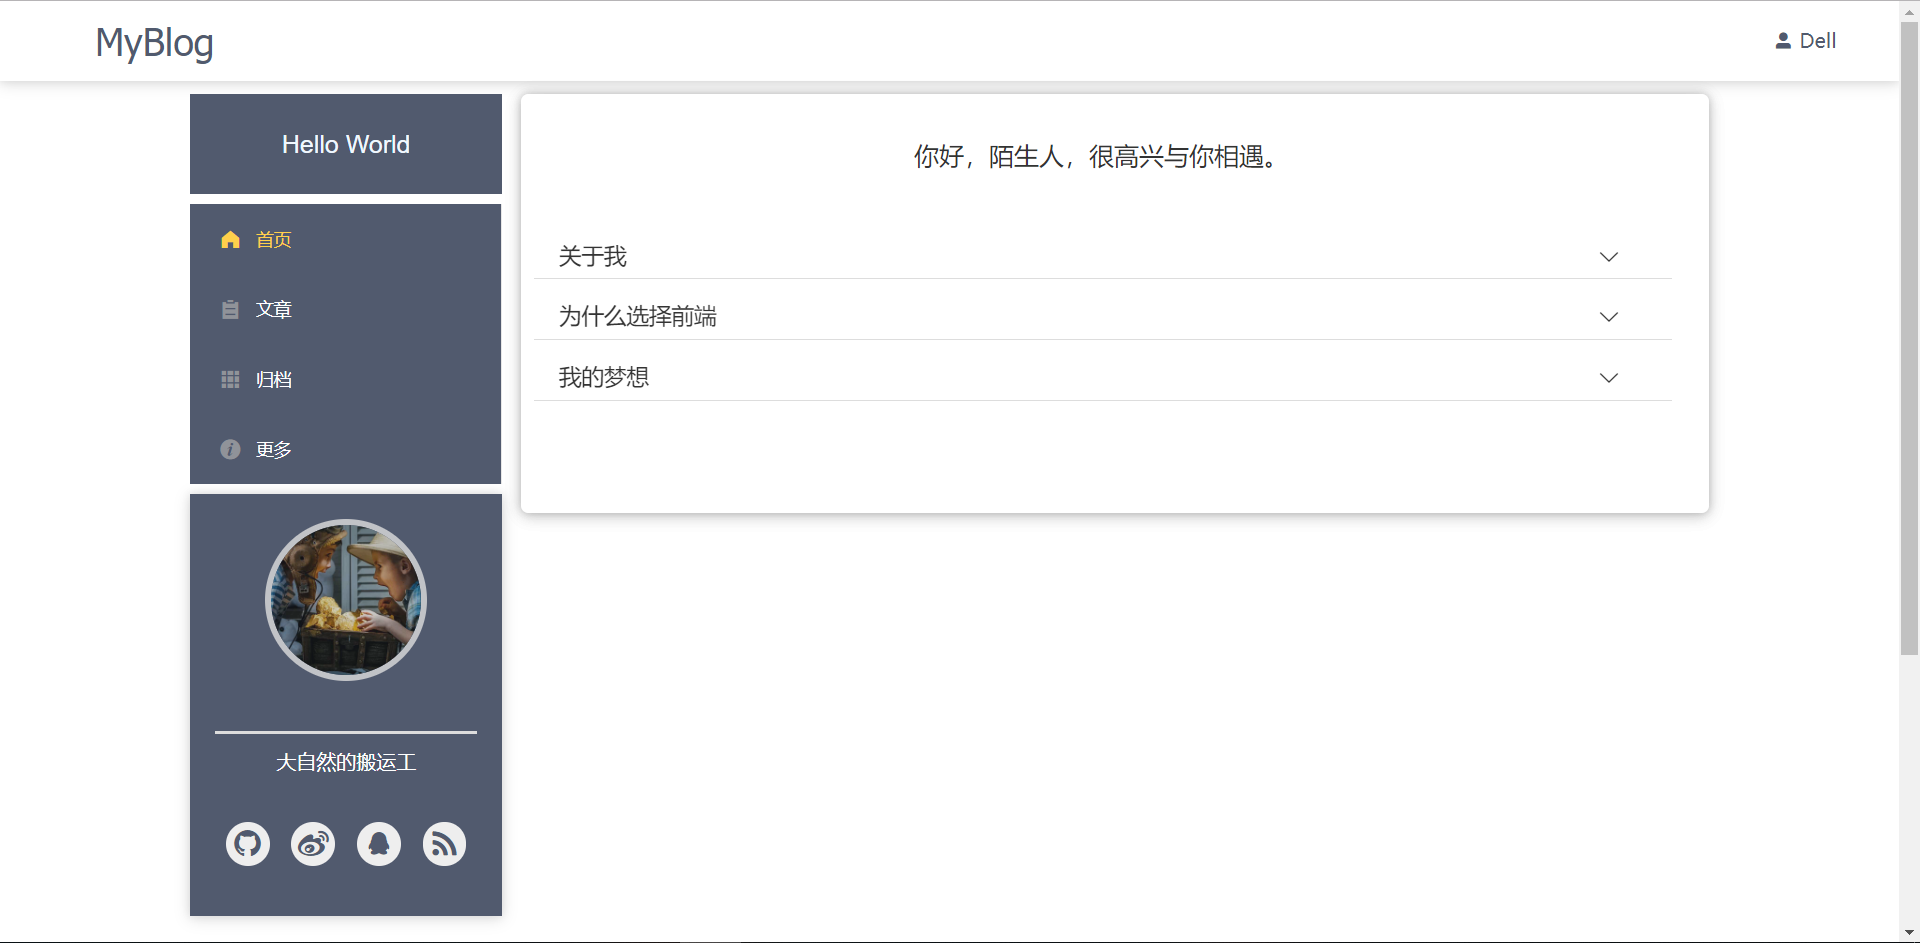 MyBlog
Dell
Hello World
首页
文章
归档
更多
大自然的搬运工
你好，陌生人，很高兴与你相遇。
关于我
为什么选择前端
我的梦想